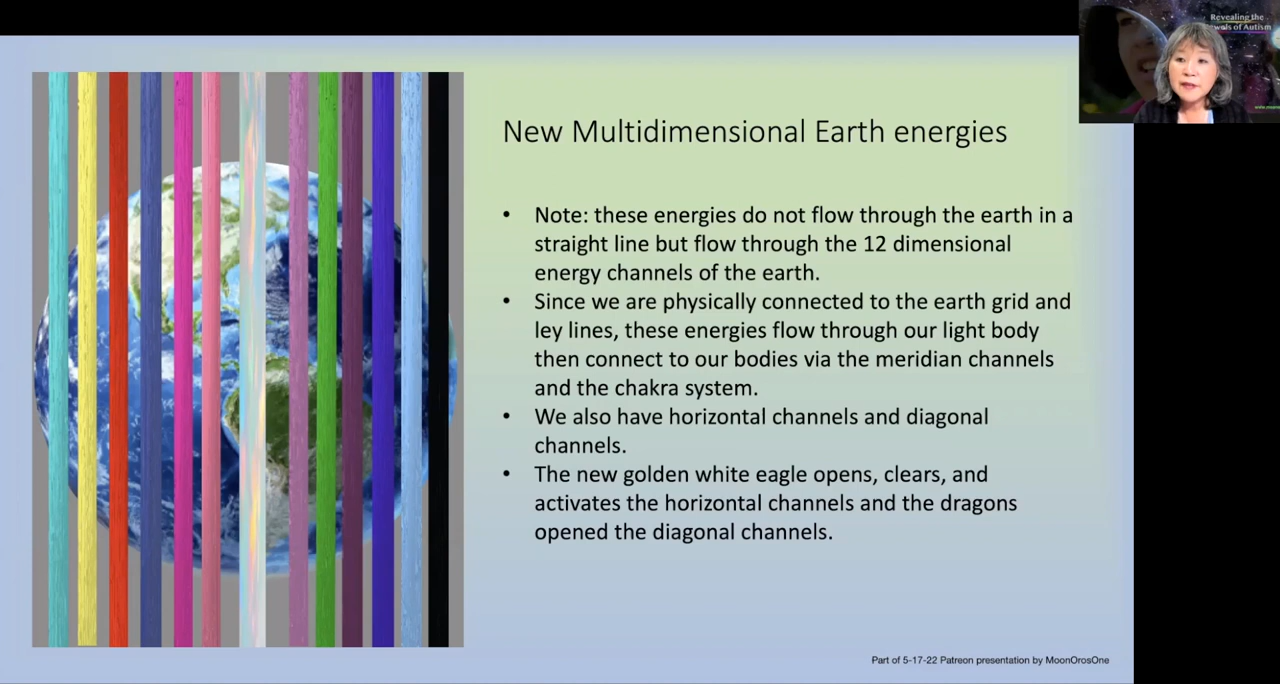 Revealing the
Jewels of Autism
New Multidimensional Earth energies
• Note: these energies do not flow through the earth in a
straight line but flow through the 12 dimensional
energy channels of the earth.
• Since we are physically connected to the earth grid and
ley lines, these energies flow through our light body
then connect to our bodies via the meridian channels
and the chakra system.
• We also have horizontal channels and diagonal
channels.
• The new golden white eagle opens, clears, and
activates the horizontal channels and the dragons
opened the diagonal channels.
Part of 5-17-22 Patreon presentation by MoonOrosOne